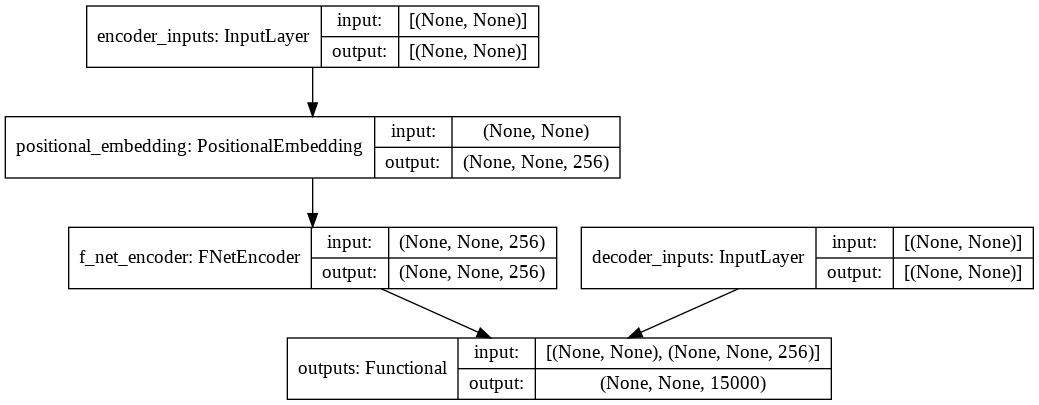 encoder_inputs: InputLayer
input:
[(None, None)]
output:
[(None, None)]
positional_embedding: PositionalEmbedding
input:
(None, None)
output:
(None, None, 256)
f_net_encoder: FNetEncoder
input:
(None, None, 256)
output:
(None, None, 256)
decoder_inputs: InputLayer
input:
[(None, None)]
output:
[(None, None)]
outputs: Functional
input:
[(None, None), (None, None, 256)]
output:
(None, None, 15000)